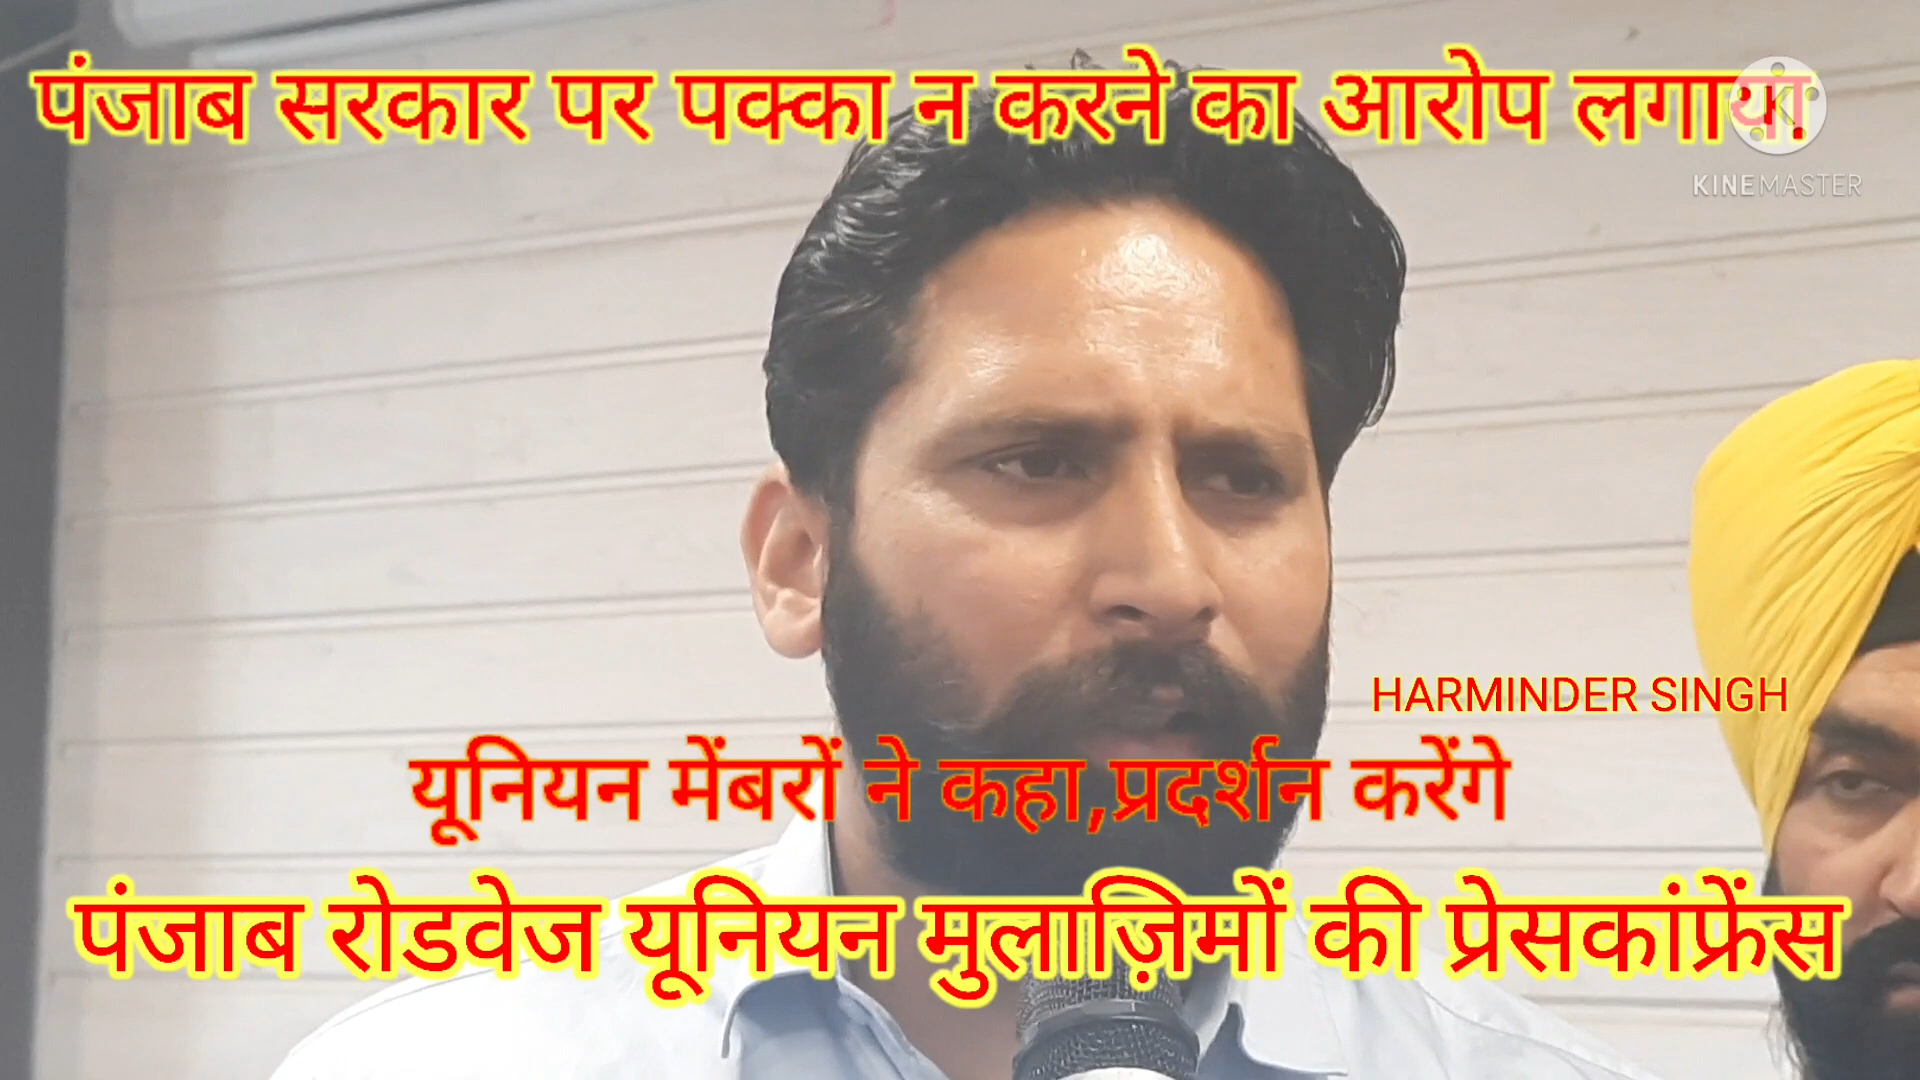 पंजाब सरकार पर पक्का न करने का आरोप लगाया
K
KINEMASTER
HARMINDER SINGH
यूनियन मेंबरों ने कहा,प्रदर्शन करेंगे
पंजाब रोडवेज यूनियन मुलाज़िमों की प्रेसकांफ्रेंस